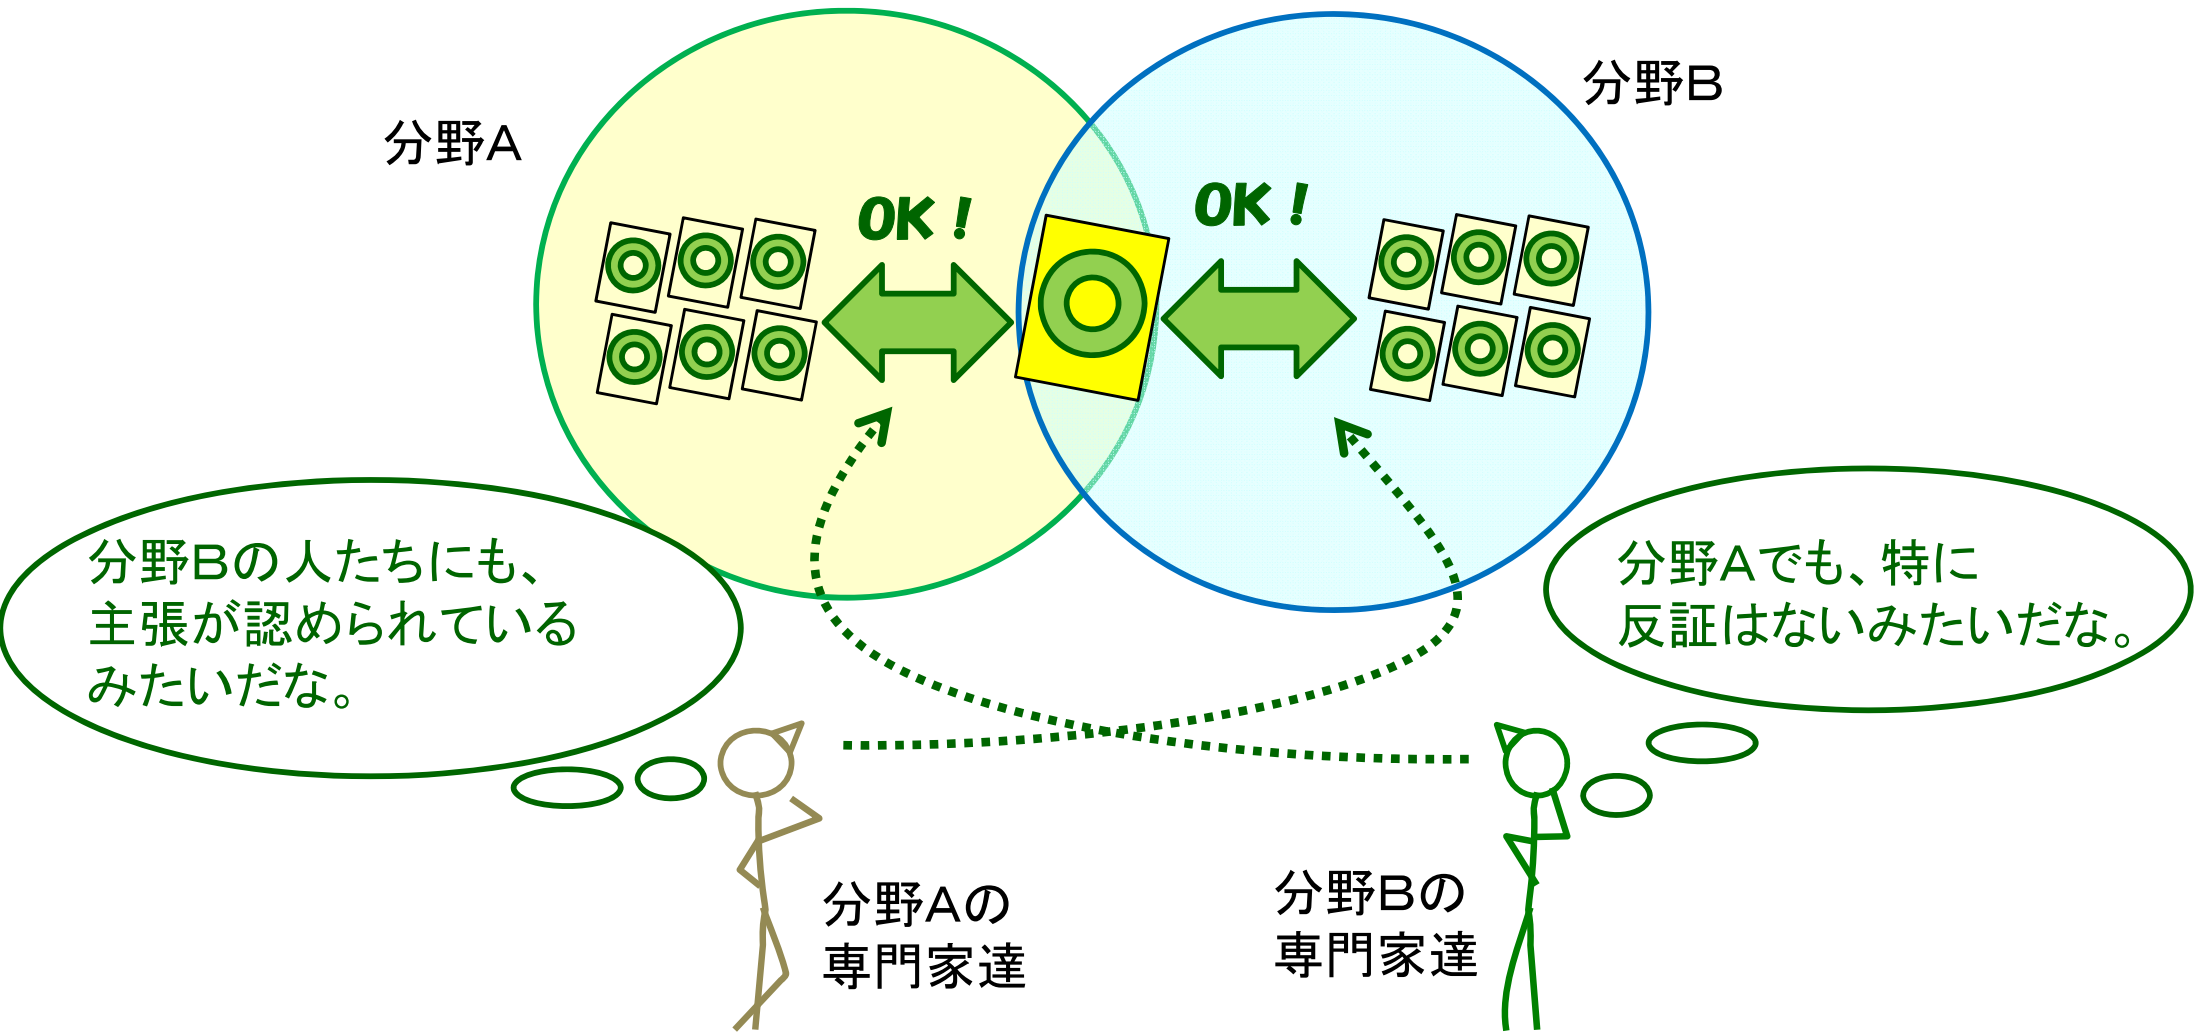 分野A
分野B
OK!
OK!
分野Bの人たちにも、
主張が認められている
みたいだな。
分野Aでも、特に
反証はないみたいだな。
分野Aの
専門家達
分野Bの
専門家達